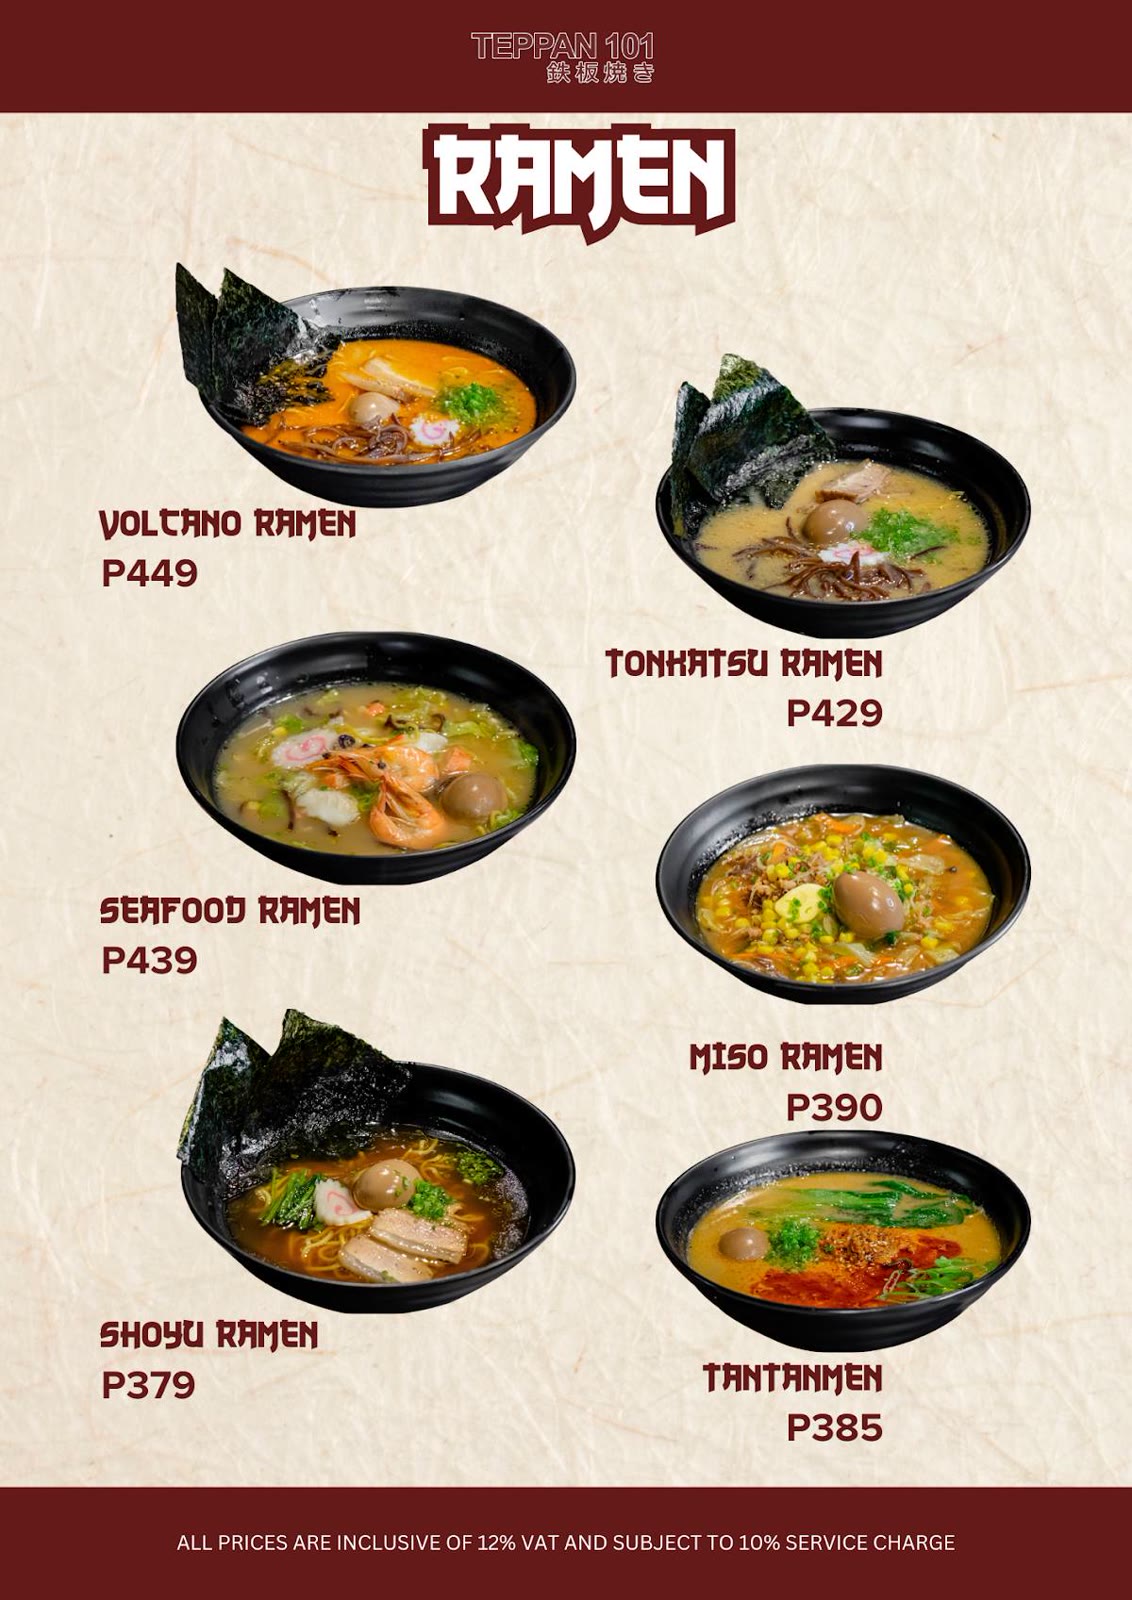 TEPPAN 101
鉄板焼き
RAMEN
VOLCANO RAMEN
P449
TONKATSU RAMEN
P429
SEAFOOD RAMEN
P439
MISO RAMEN
P390
SHOYU RAMEN
P379
TANTANMEN
P385
ALL PRICES ARE INCLUSIVE OF 12% VAT AND SUBJECT TO 10% SERVICE CHARGE